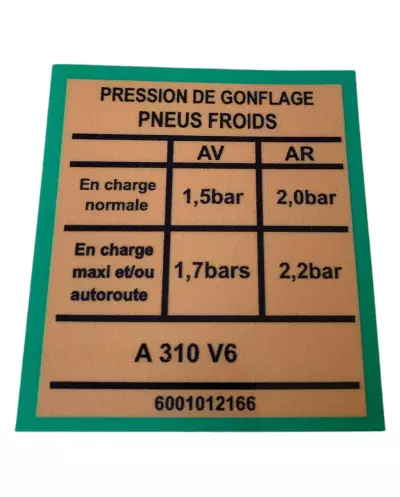 PRESSION DE GONFLAGE
PNEUS FROIDS
AV AR
En charge normale 1,5bar 2,0bar
En charge maxi et/ou autoroute 1,7bars 2,2bar
A 310 V6
6001012166